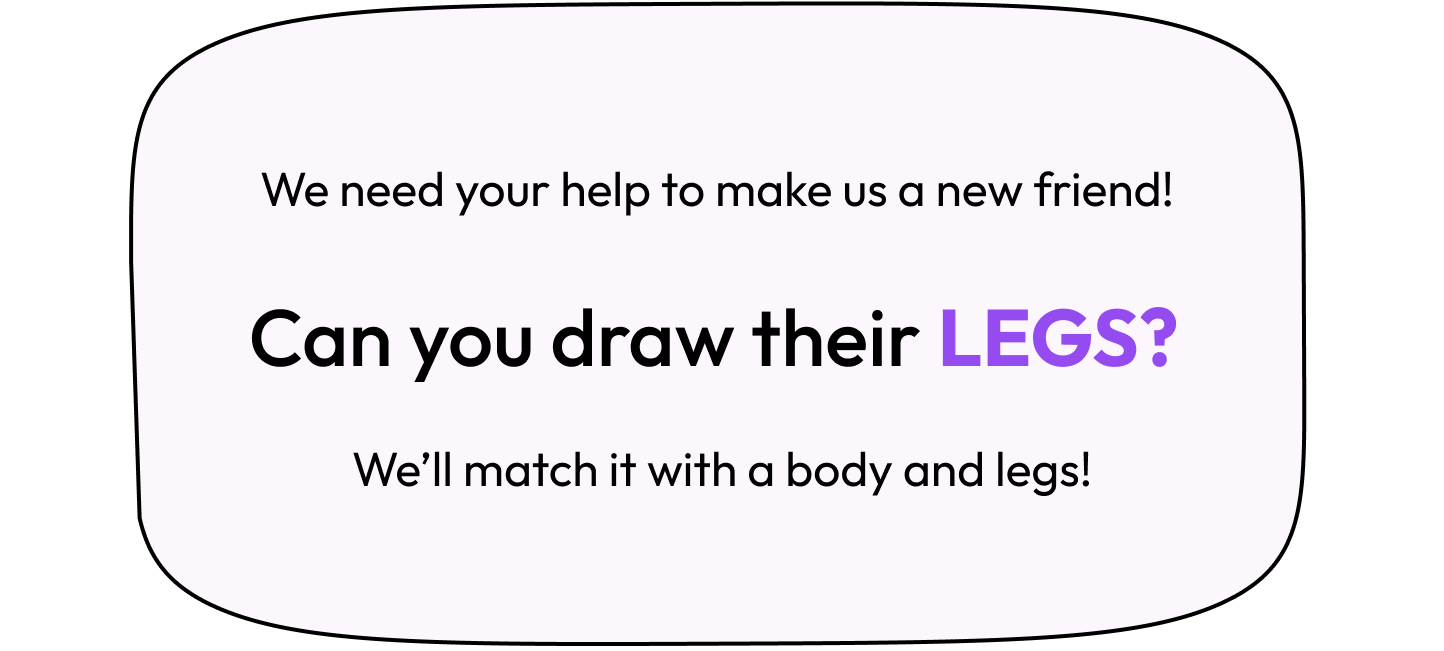 We need your help to make us a new friend!
Can you draw their LEGS?
We’ll match it with a body and legs!